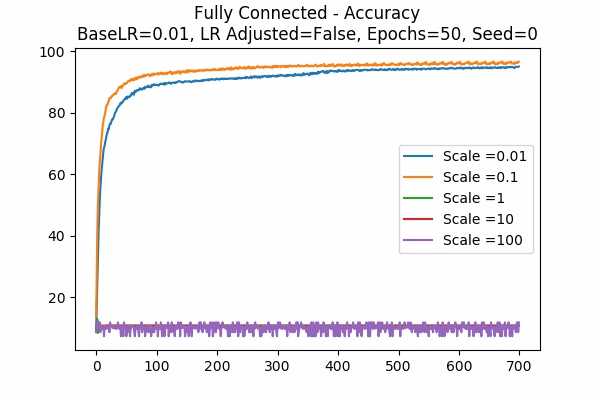 Fully Connected - Accuracy
BaseLR=0.01, LR Adjusted=False, Epochs=50, Seed=0
100
80
60
40
20
Scale =0.01
Scale =0.1
Scale =1
Scale =10
Scale =100
0 100 200 300 400 500 600 700